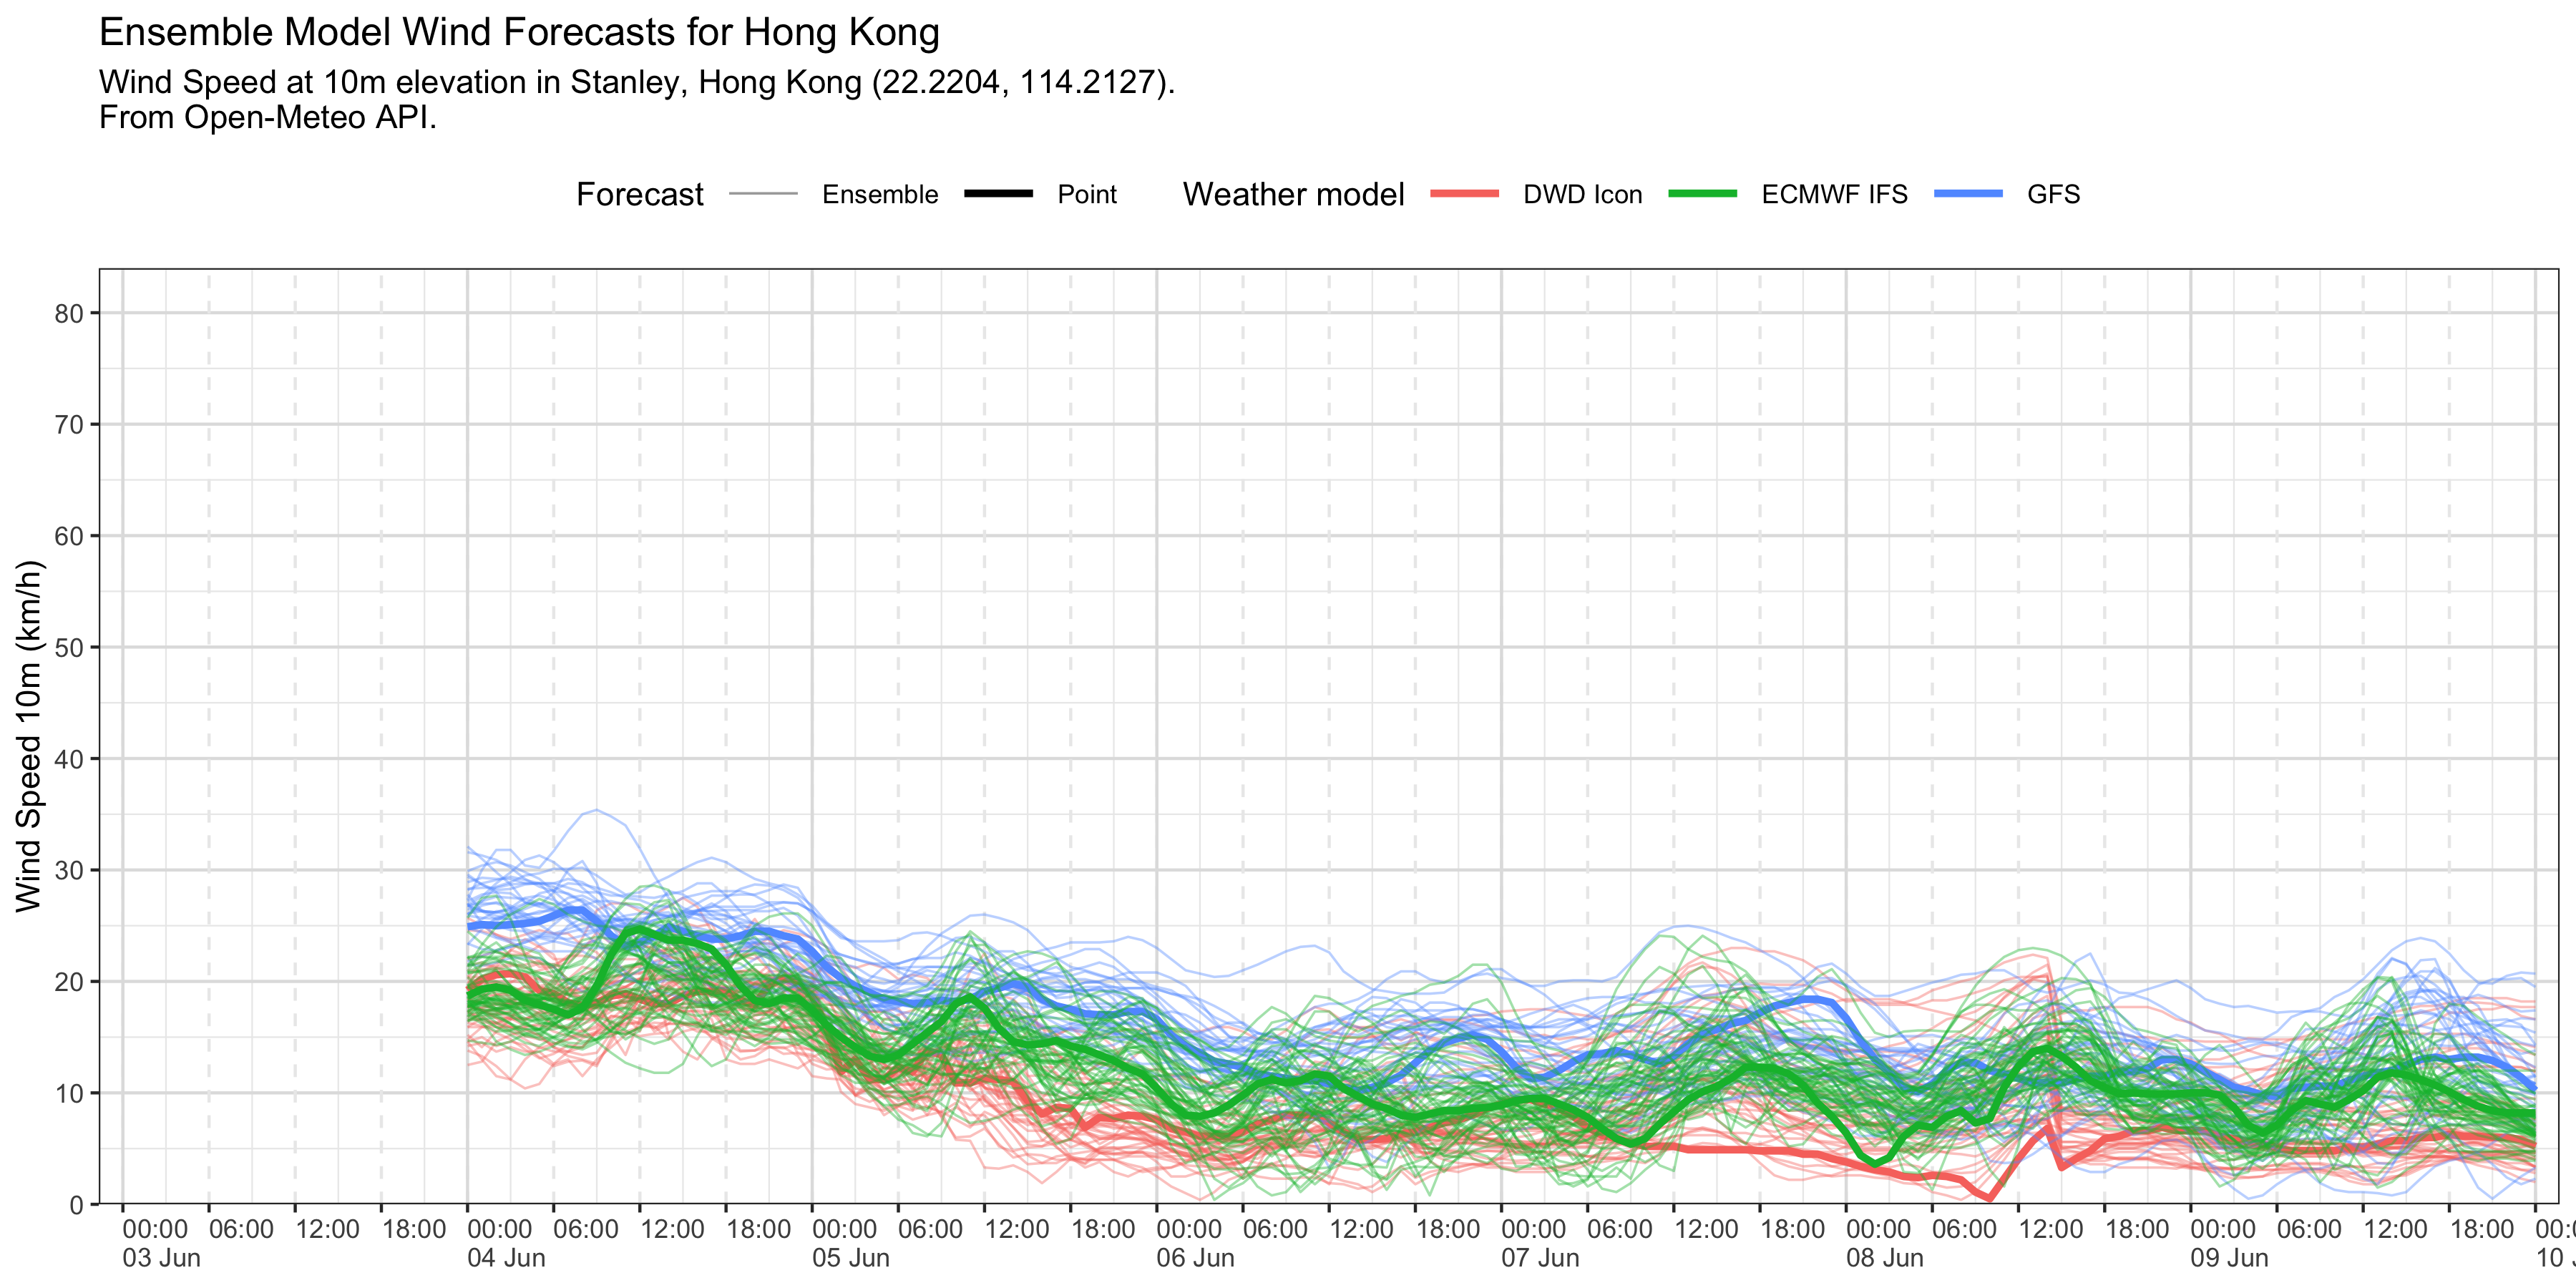 Ensemble Model Wind Forecasts for Hong Kong
Wind Speed at 10m elevation in Stanley, Hong Kong (22.2204, 114.2127).
From Open-Meteo API.
Forecast Ensemble Point Weather model DWD Icon ECMWF IFS GFS
Wind Speed 10m (km/h)
80
70
60
50
40
30
20
10
0
00:00 06:00 12:00 18:00 00:00 06:00 12:00 18:00 00:00 06:00 12:00 18:00 00:00 06:00 12:00 18:00 00:00 06:00 12:00 18:00 00:00 06:00 12:00 18:00 00:00 06:00 12:00 18:00
03 Jun 04 Jun 05 Jun 06 Jun 07 Jun 08 Jun 09 Jun 10